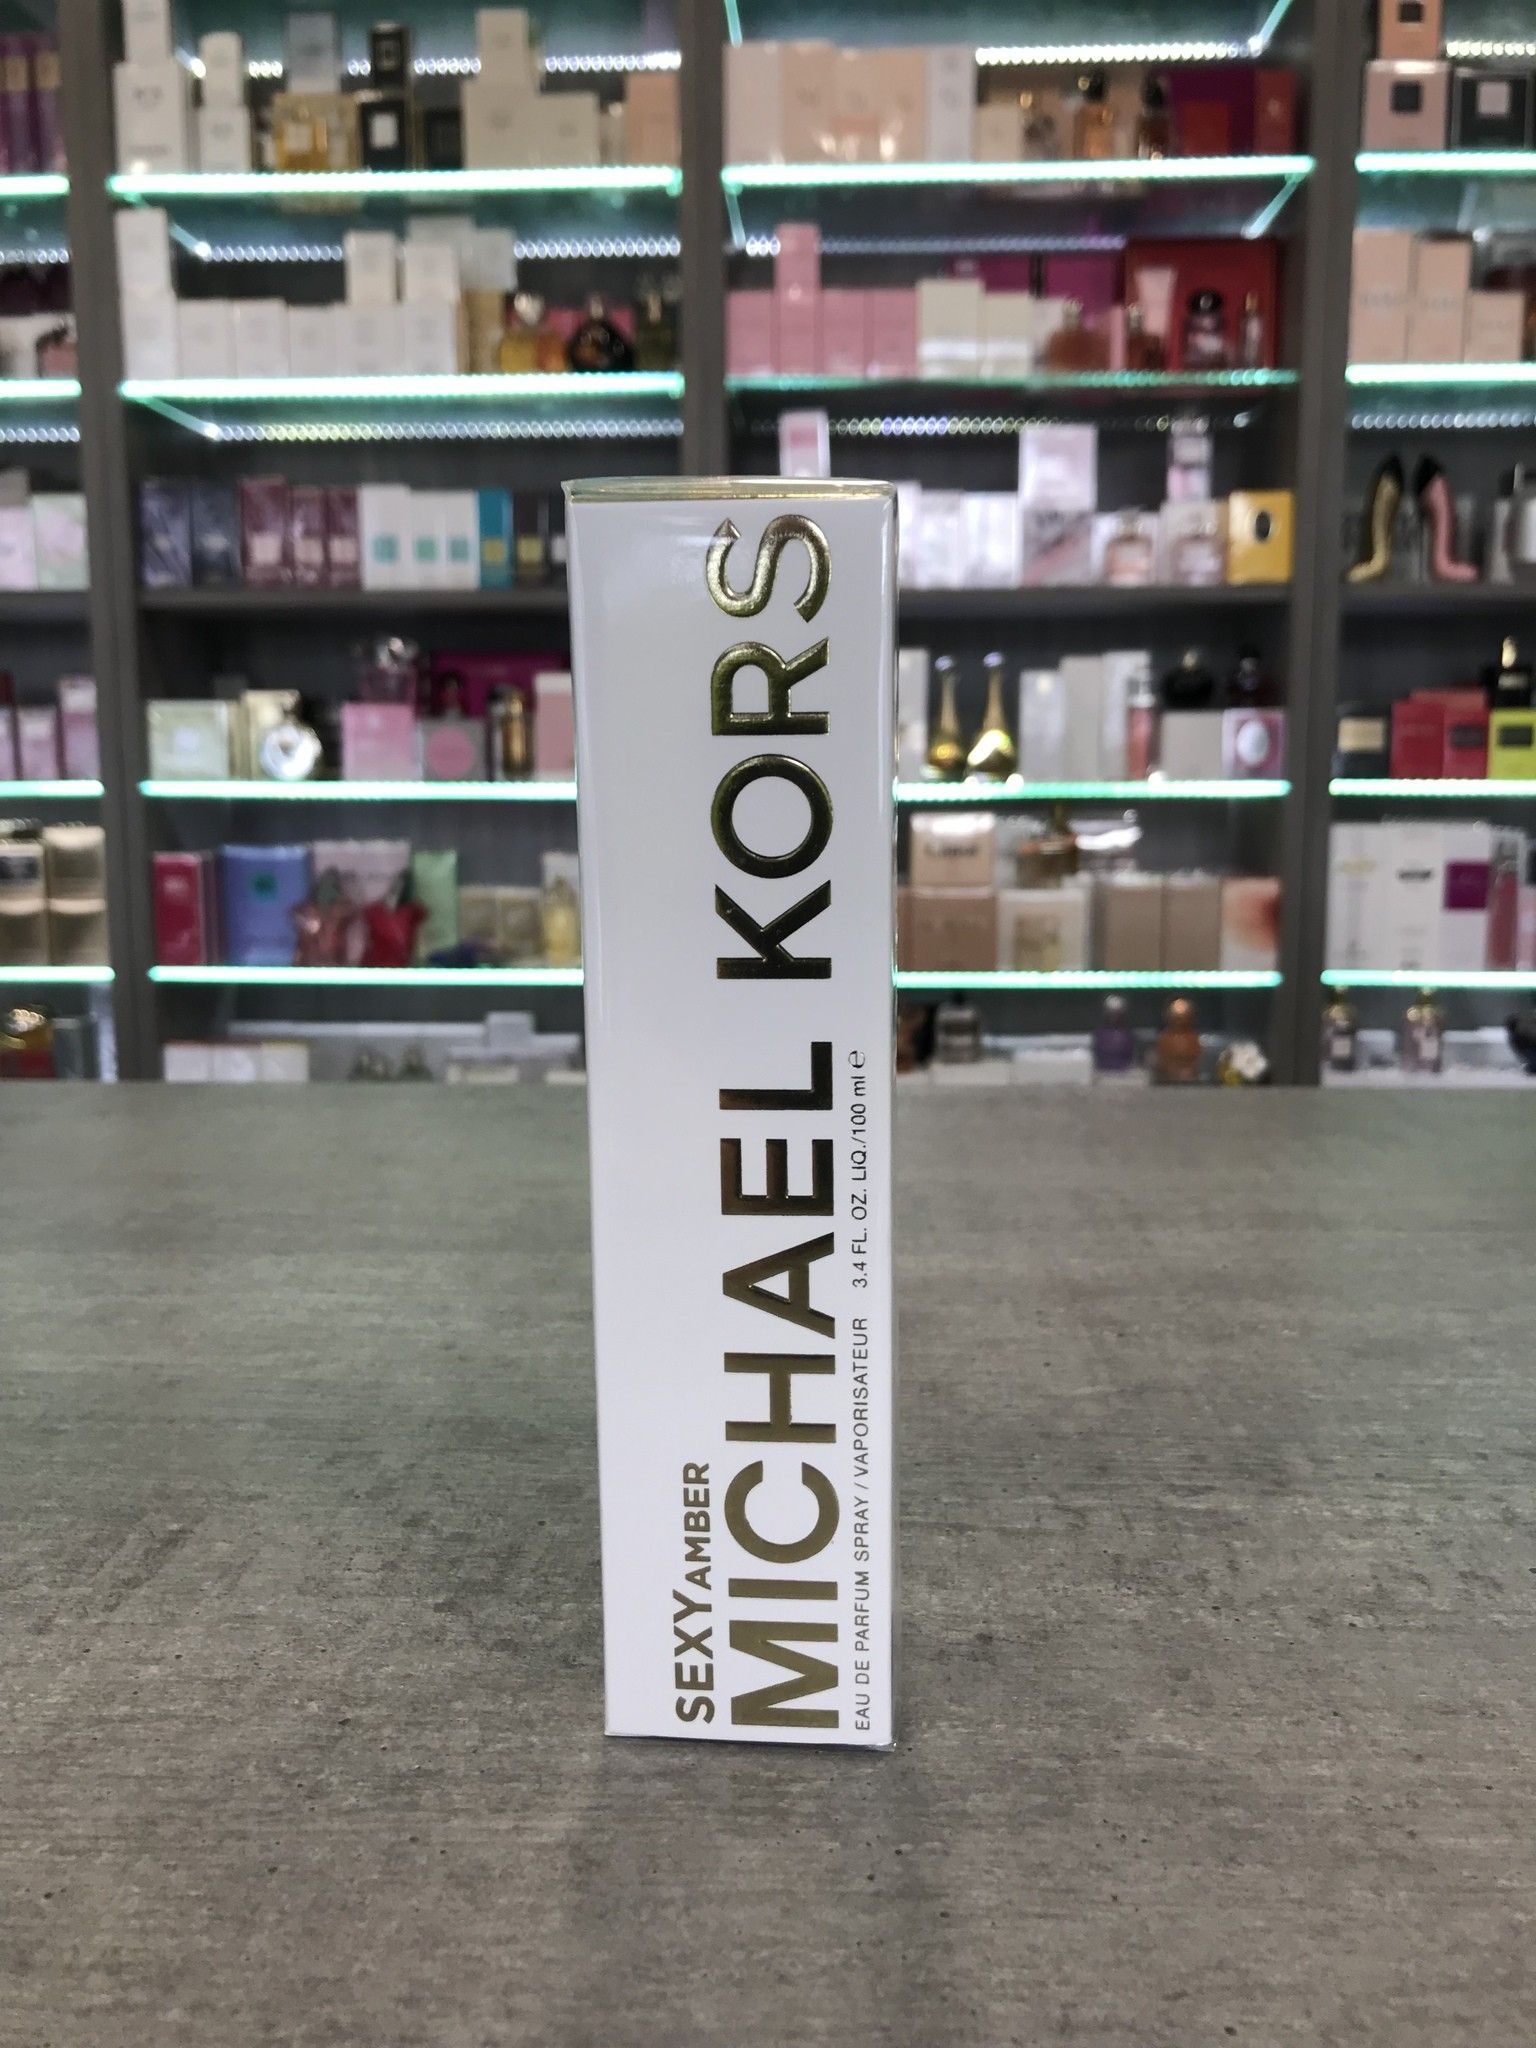 SEXY AMBER
MICHAEL KORS
EAU DE PARFUM SPRAY / VAPORISATEUR 3.4 FL. OZ. LIQ./100 ml ℮